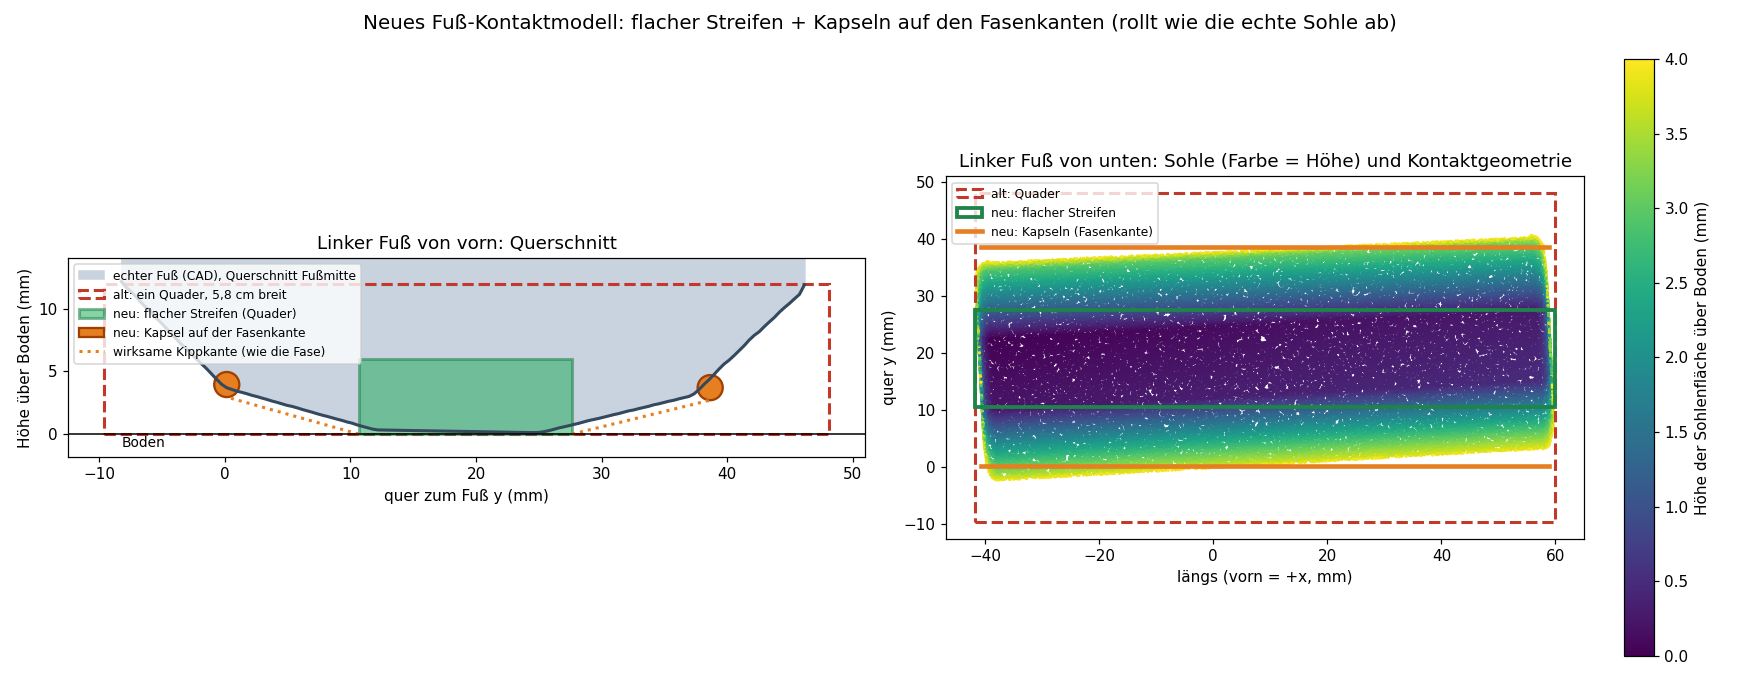 Neues Fuß-Kontaktmodell: flacher Streifen + Kapseln auf den Fasenkanten (rollt wie die echte Sohle ab)
Linker Fuß von vorn: Querschnitt
echter Fuß (CAD), Querschnitt Fußmitte
alt: ein Quader, 5,8 cm breit
neu: flacher Streifen (Quader)
neu: Kapsel auf der Fasenkante
wirksame Kippkante (wie die Fase)
Boden
Höhe über Boden (mm)
10
5
0
−10
0
10
20
30
40
50
quer zum Fuß y (mm)
Linker Fuß von unten: Sohle (Farbe = Höhe) und Kontaktgeometrie
alt: Quader
neu: flacher Streifen
neu: Kapseln (Fasenkante)
quer y (mm)
50
40
30
20
10
0
−10
−40
−20
0
20
40
60
längs (vorn = +x, mm)
4.0
3.5
3.0
2.5
2.0
1.5
1.0
0.5
0.0
Höhe der Sohlenfläche über Boden (mm)